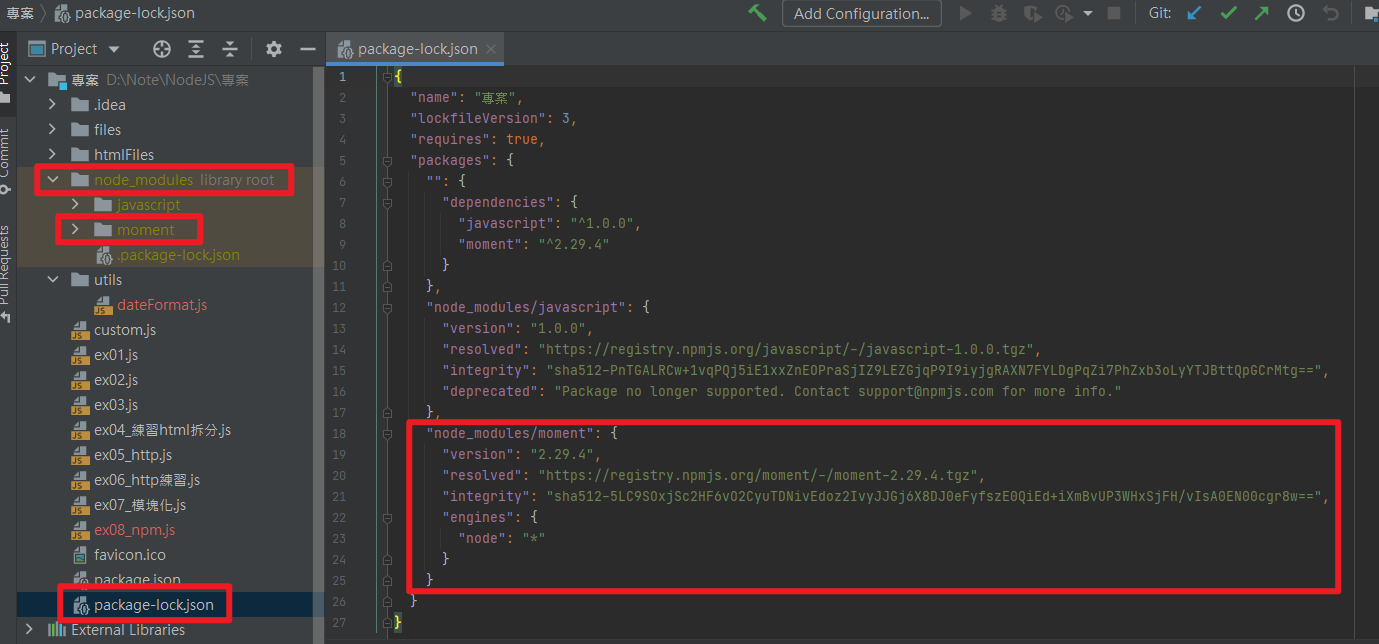 專案
package-lock.json
Add Configuration...
Git:
Project
Commit
Pull Requests
Project
專案 D:\Note\NodeJS\專案
.idea
files
htmlFiles
node_modules library root
javascript
moment
.package-lock.json
utils
dateFormat.js
custom.js
ex01.js
ex02.js
ex03.js
ex04_練習html拆分.js
ex05_http.js
ex06_http練習.js
ex07_模塊化.js
ex08_npm.js
favicon.ico
package.json
package-lock.json
External Libraries
package-lock.json
1 {
2 "name": "專案",
3 "lockfileVersion": 3,
4 "requires": true,
5 "packages": {
6 "": {
7 "dependencies": {
8 "javascript": "^1.0.0",
9 "moment": "^2.29.4"
10 }
11 },
12 "node_modules/javascript": {
13 "version": "1.0.0",
14 "resolved": "https://registry.npmjs.org/javascript/-/javascript-1.0.0.tgz",
15 "integrity": "sha512-PnTGALRCw+1vqPQj5iE1xxZnEOPraSjIZ9LEZGjqP9I9iyjgRAXN7FYLDgPqZi7PhZxb3oLyYTJBttQpGCrMtg==",
16 "deprecated": "Package no longer supported. Contact support@npmjs.com for more info."
17 },
18 "node_modules/moment": {
19 "version": "2.29.4",
20 "resolved": "https://registry.npmjs.org/moment/-/moment-2.29.4.tgz",
21 "integrity": "sha512-5LC9SOxjSc2HF6vO2CyuTDNivEdoz2IvyJJGj6X8DJ0eFyfszE0QiEd+iXmBvUP3WHxSjFH/vIsA0EN00cgr8w==",
22 "engines": {
23 "node": "*"
24 }
25 }
26 }
27 }